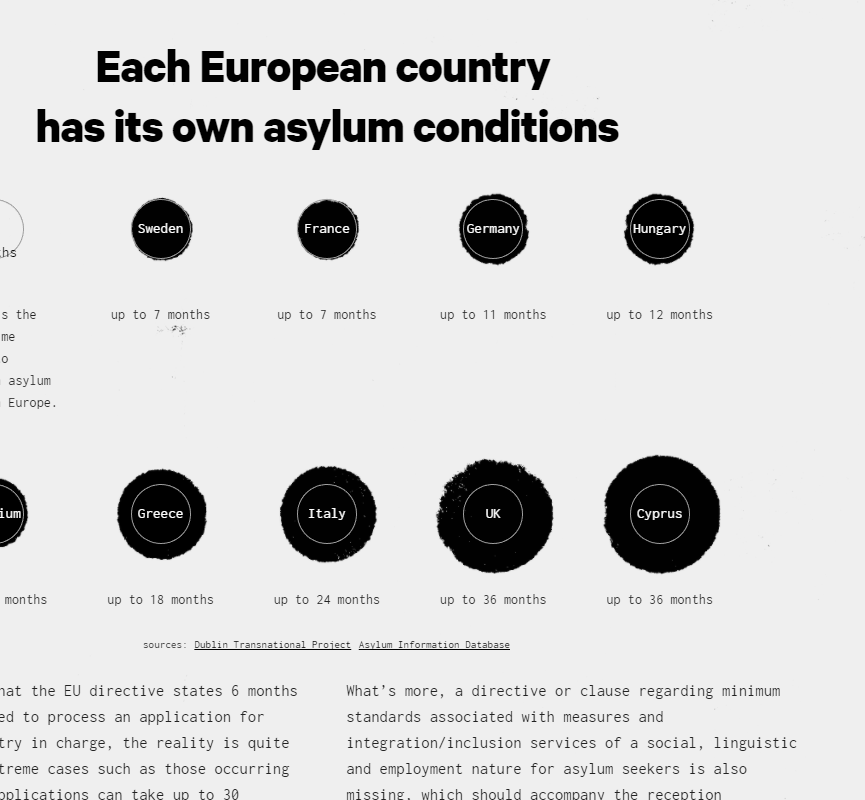 Each European country
has its own asylum conditions
Sweden
France
Germany
Hungary
up to 7 months
up to 7 months
up to 11 months
up to 12 months
s the
me
o
asylum
Europe.
Greece
Italy
UK
Cyprus
months
up to 18 months
up to 24 months
up to 36 months
up to 36 months
sources: Dublin Transnational Project Asylum Information Database
hat the EU directive states 6 months
ed to process an application for
try in charge, the reality is quite
treme cases such as those occurring
pplications can take up to 30
What's more, a directive or clause regarding minimum
standards associated with measures and
integration/inclusion services of a social, linguistic
and employment nature for asylum seekers is also
missing, which should accompany the reception